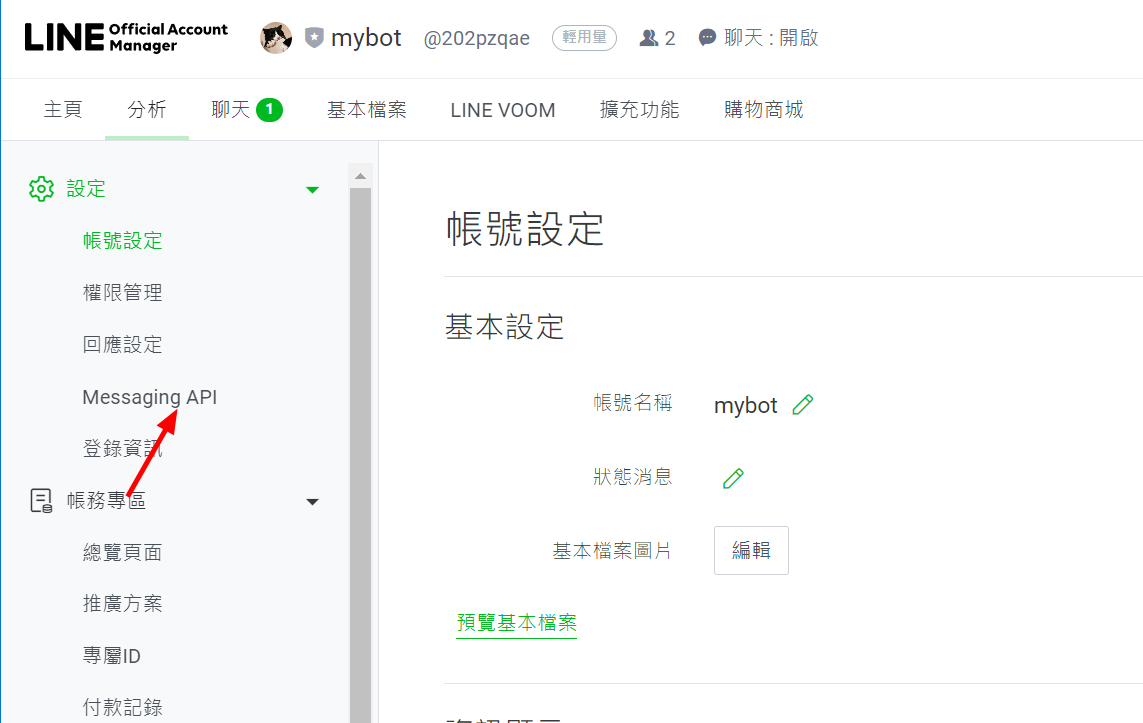 LINE Official Account Manager
mybot @202pzqae 輕用量 2 聊天 : 開啟
主頁 分析 聊天 1 基本檔案 LINE VOOM 擴充功能 購物商城
設定
帳號設定
權限管理
回應設定
Messaging API
登錄資訊
帳務專區
總覽頁面
推廣方案
專屬ID
付款記錄
帳號設定
基本設定
帳號名稱 mybot
狀態消息
基本檔案圖片 編輯
預覽基本檔案